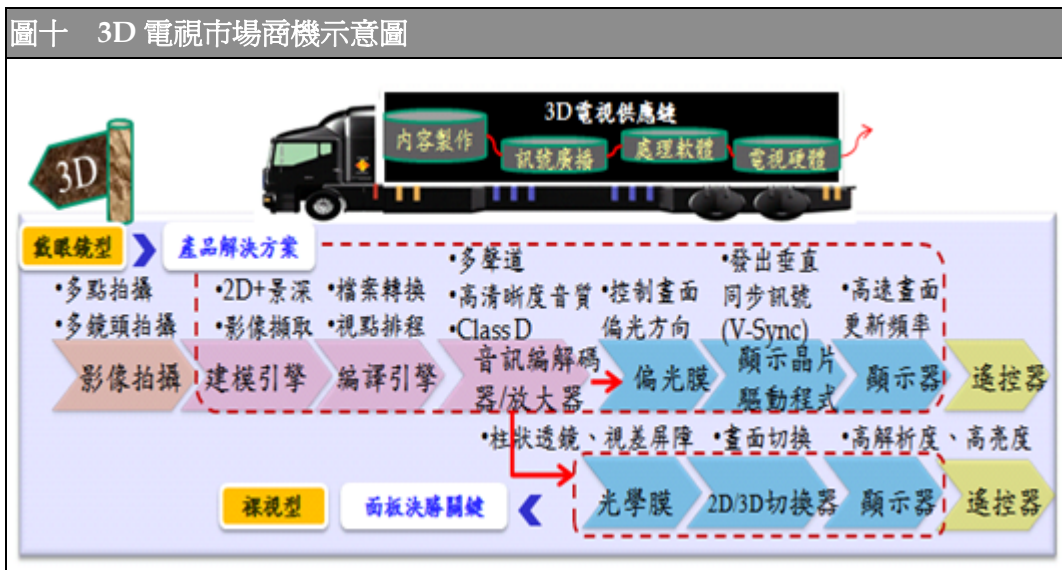 圖十 3D 電視市場商機示意圖
3D電視供應鏈
內容製作
訊號廣播
處理軟體
電視硬體
3D
戴眼鏡型
產品解決方案
•多點拍攝
•多鏡頭拍攝
•2D+景深
•影像擷取
•檔案轉換
•視點排程
•多聲道
•高清晰度音質
•Class D
•控制畫面
偏光方向
•發出垂直
同步訊號
(V-Sync)
•高速畫面
更新頻率
影像拍攝
建模引擎
編譯引擎
音訊編解碼
器/放大器
偏光膜
顯示晶片
驅動程式
顯示器
遙控器
•柱狀透鏡、視差屏障
•畫面切換
•高解析度、高亮度
裸視型
面板決勝關鍵
光學膜
2D/3D切換器
顯示器
遙控器